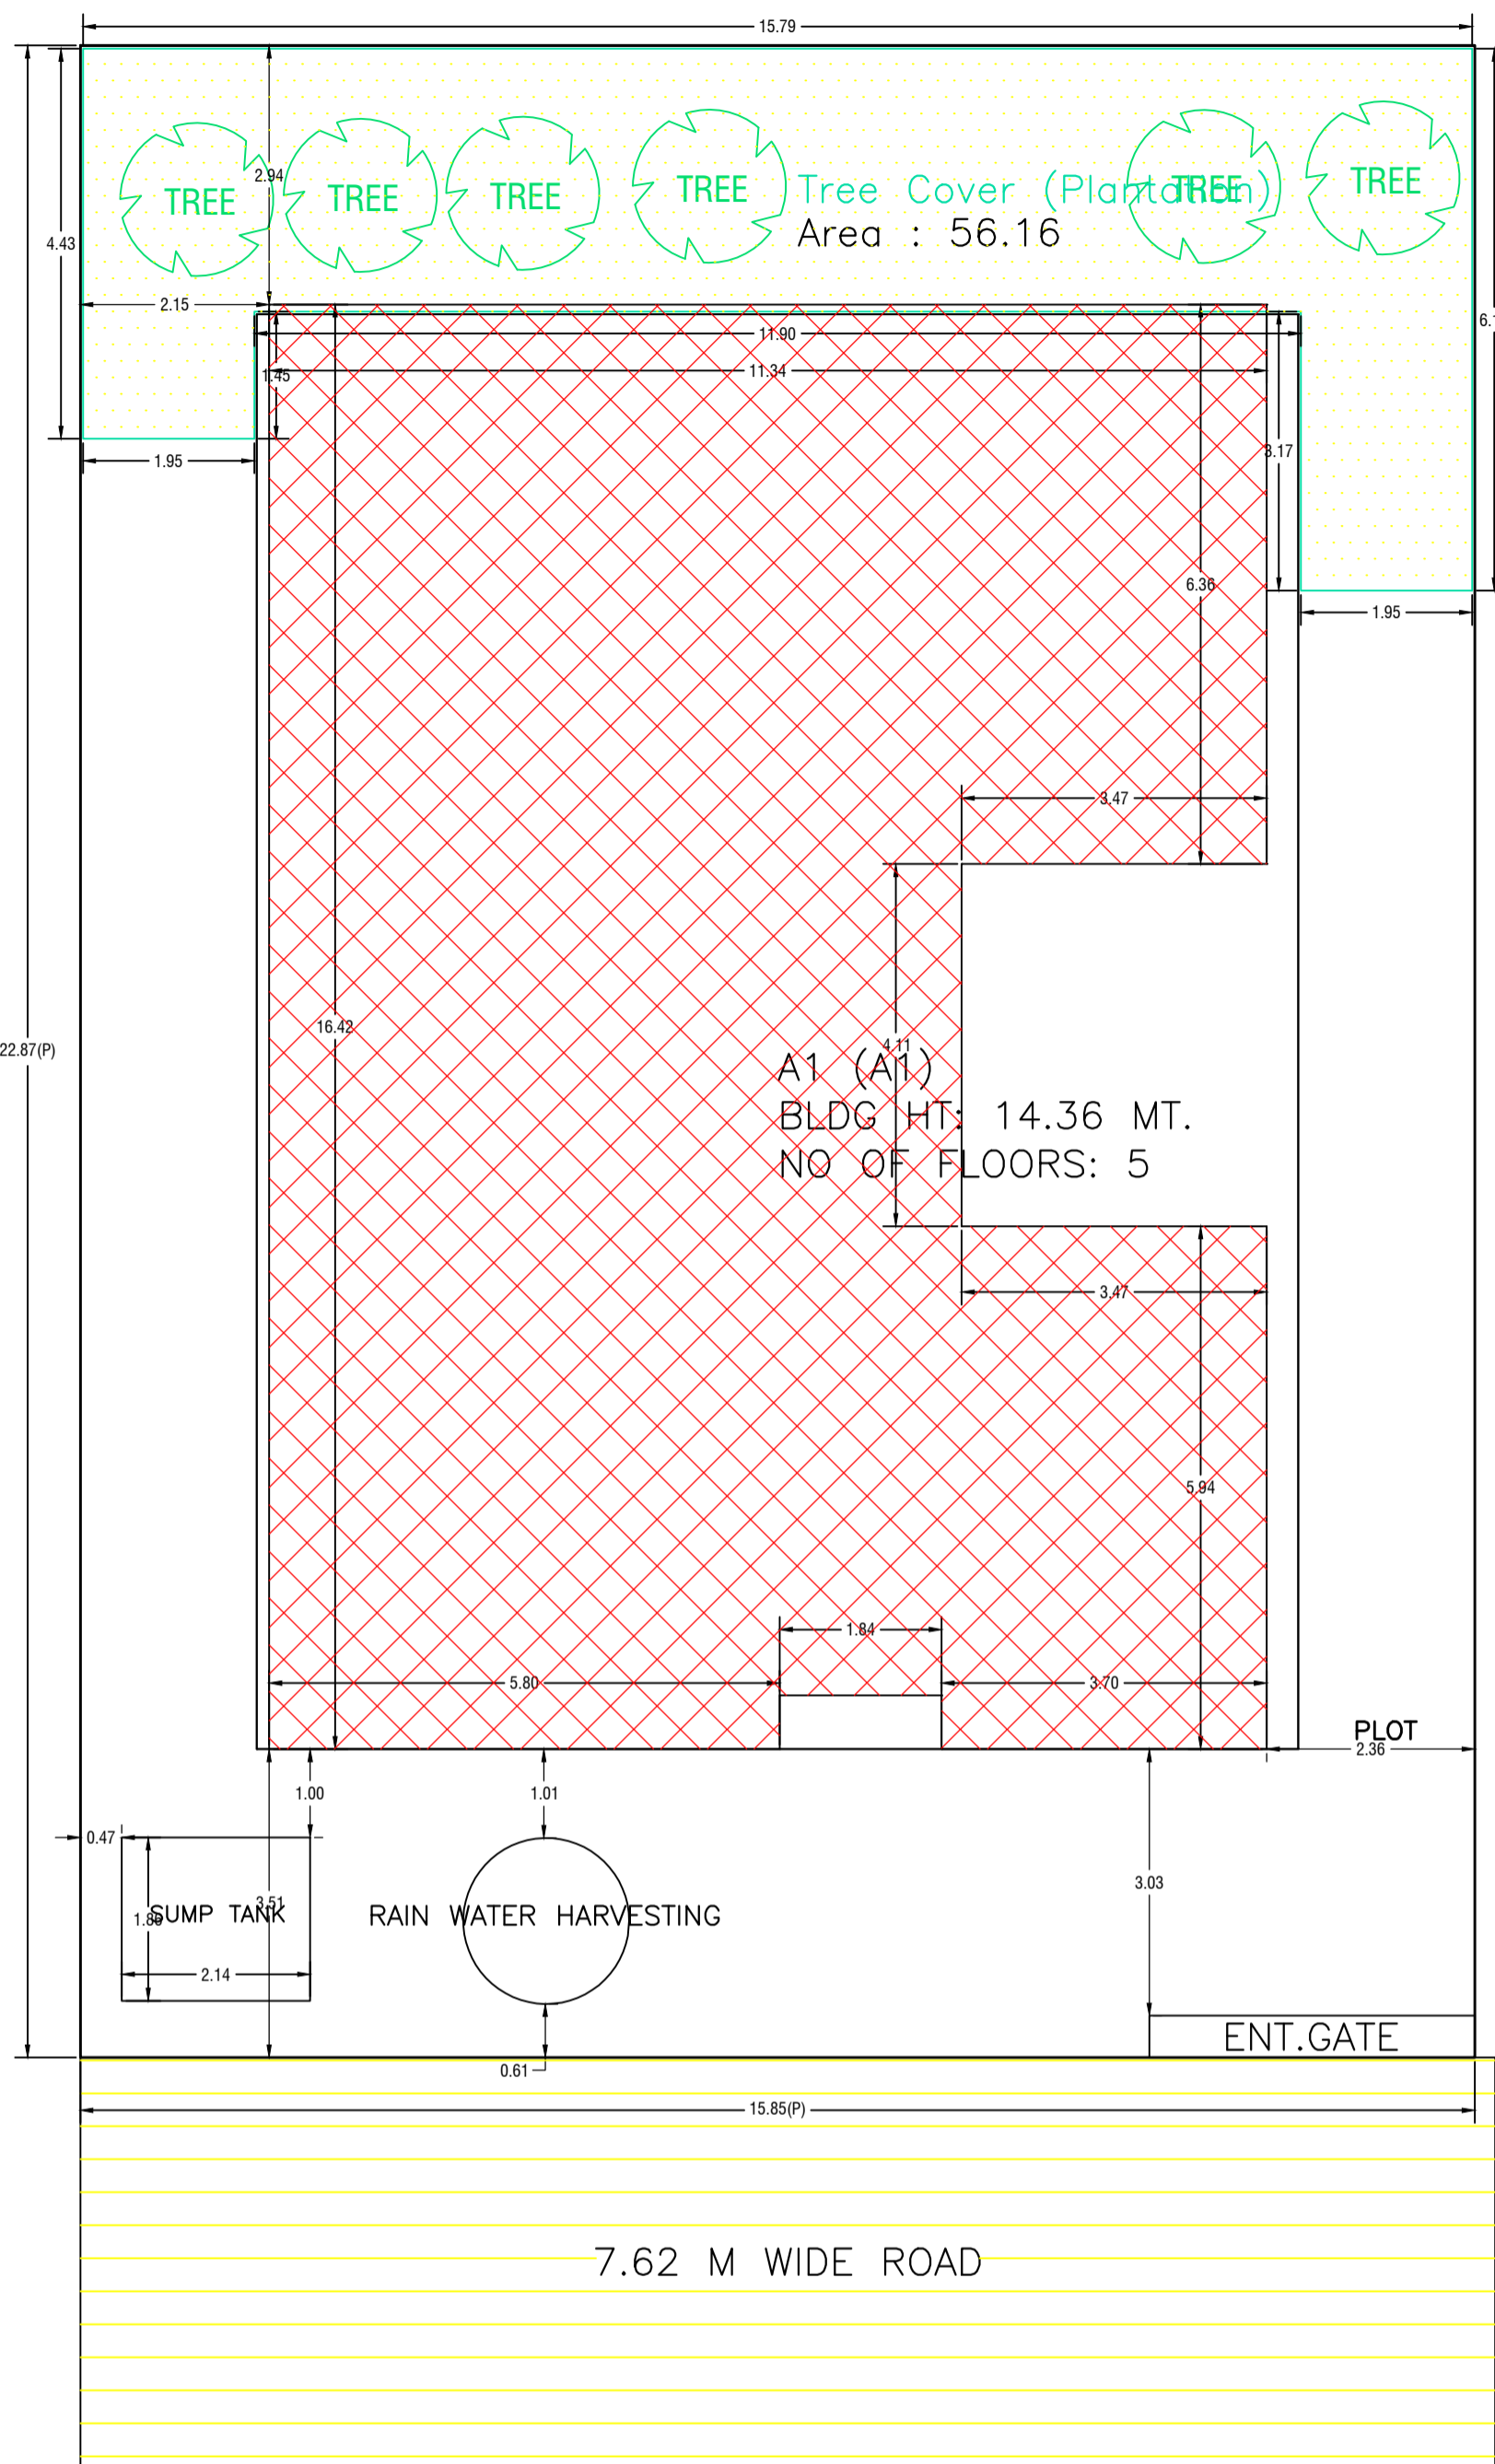 15.79
TREE TREE TREE TREE Tree Cover (Plantation) TREE TREE
2.94
Area : 56.16
4.43
2.15
11.90
1.45
11.34
3.17
1.95
6.36
1.95
3.47
16.42
22.87(P)
4.11
A1 (A1)
BLDG HT: 14.36 MT.
NO OF FLOORS: 5
3.47
5.94
1.84
5.80
3.70
PLOT
2.36
1.00
1.01
0.47
3.03
3.51
SUMP TANK
RAIN WATER HARVESTING
2.14
ENT.GATE
0.61
15.85(P)
7.62 M WIDE ROAD